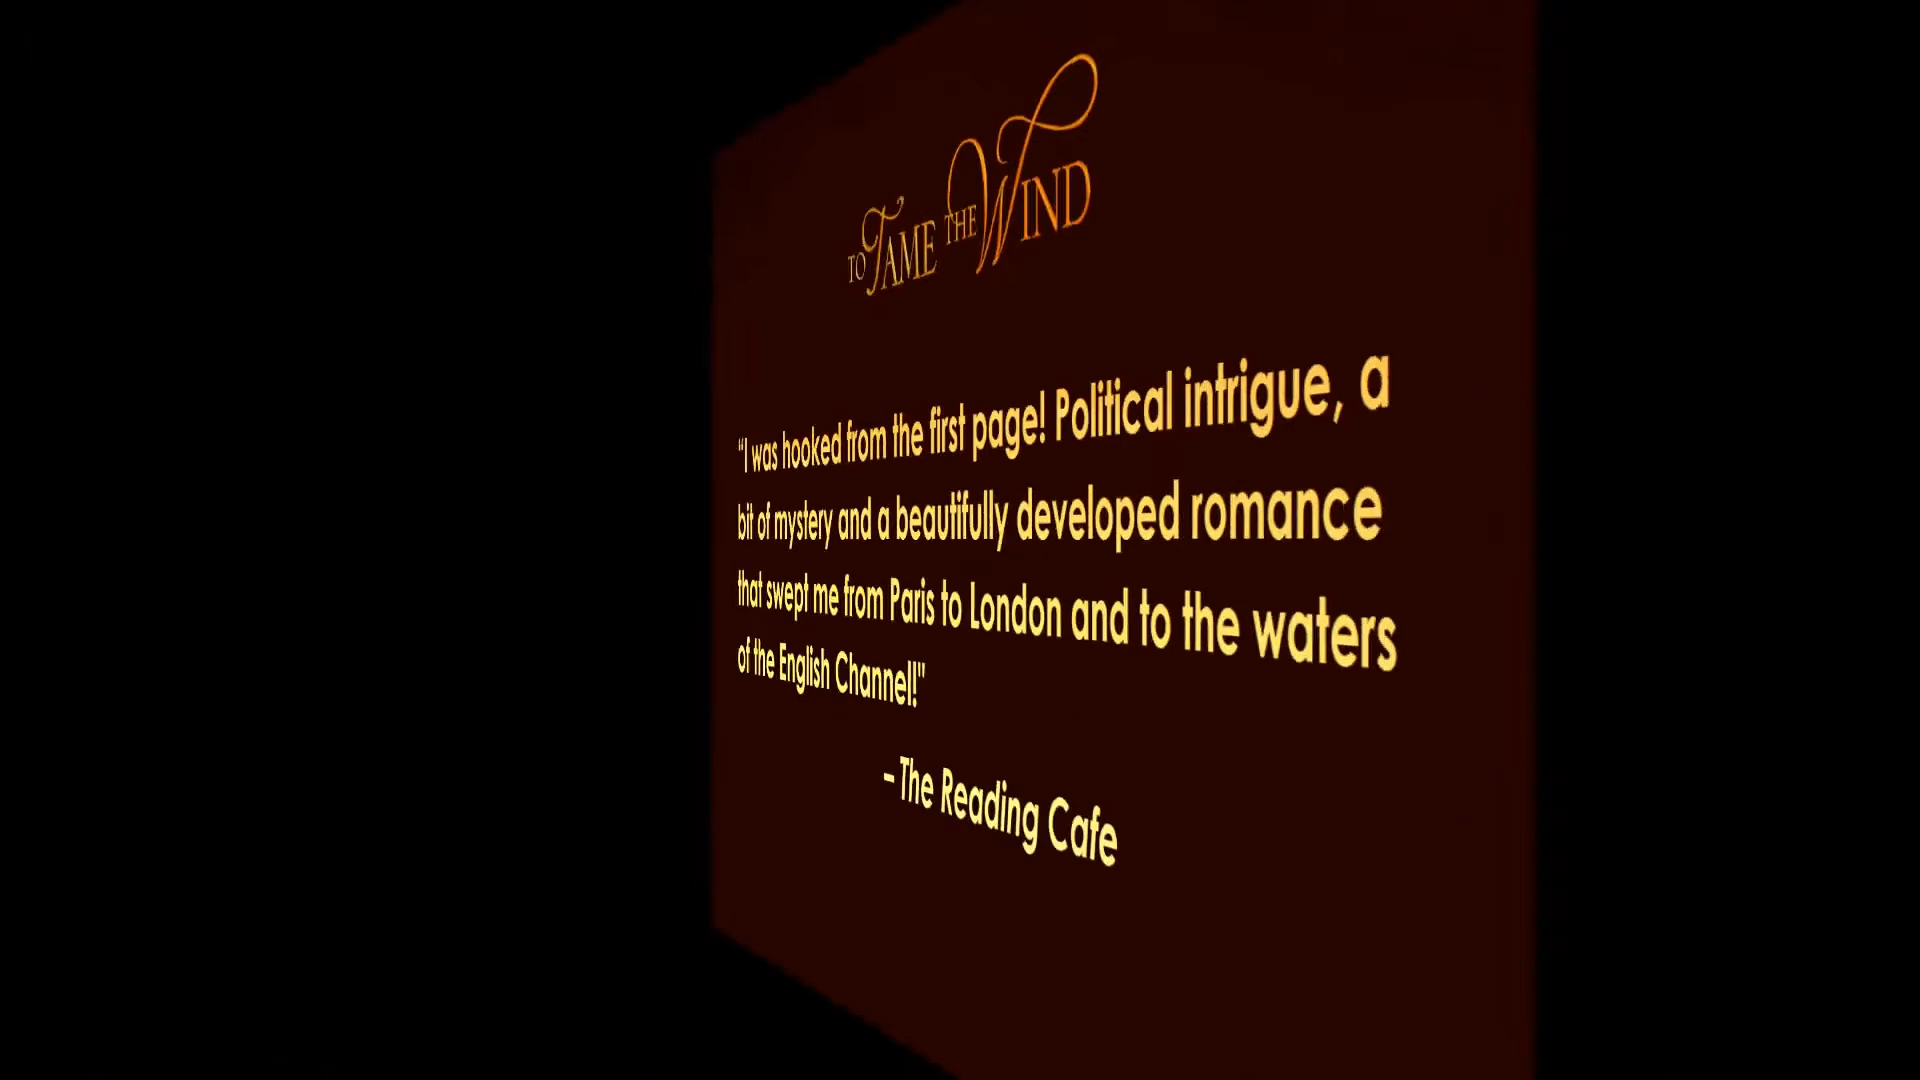 TO TAME THE WIND
“I was hooked from the first page! Political intrigue, a
bit of mystery and a beautifully developed romance
that swept me from Paris to London and to the waters
of the English Channel!"
– The Reading Cafe